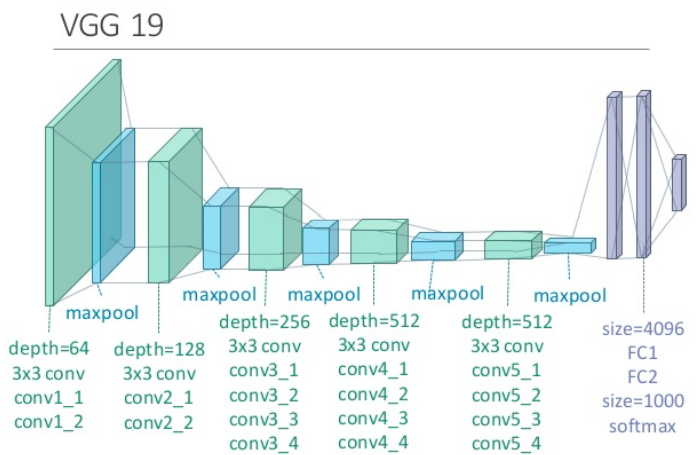 VGG 19
maxpool
maxpool
maxpool
maxpool
maxpool
depth=64
3x3 conv
conv1_1
conv1_2
depth=128
3x3 conv
conv2_1
conv2_2
depth=256
3x3 conv
conv3_1
conv3_2
conv3_3
conv3_4
depth=512
3x3 conv
conv4_1
conv4_2
conv4_3
conv4_4
depth=512
3x3 conv
conv5_1
conv5_2
conv5_3
conv5_4
size=4096
FC1
FC2
size=1000
softmax